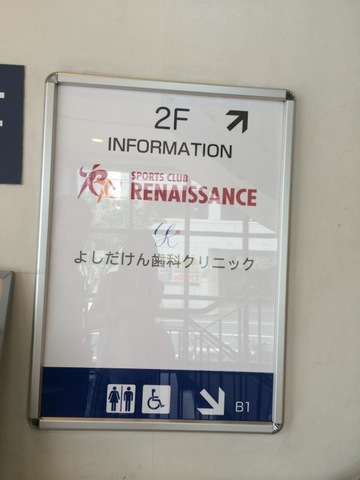 2F
INFORMATION
SPORTS CLUB
RENAISSANCE
よしだけん歯科クリニック
B1